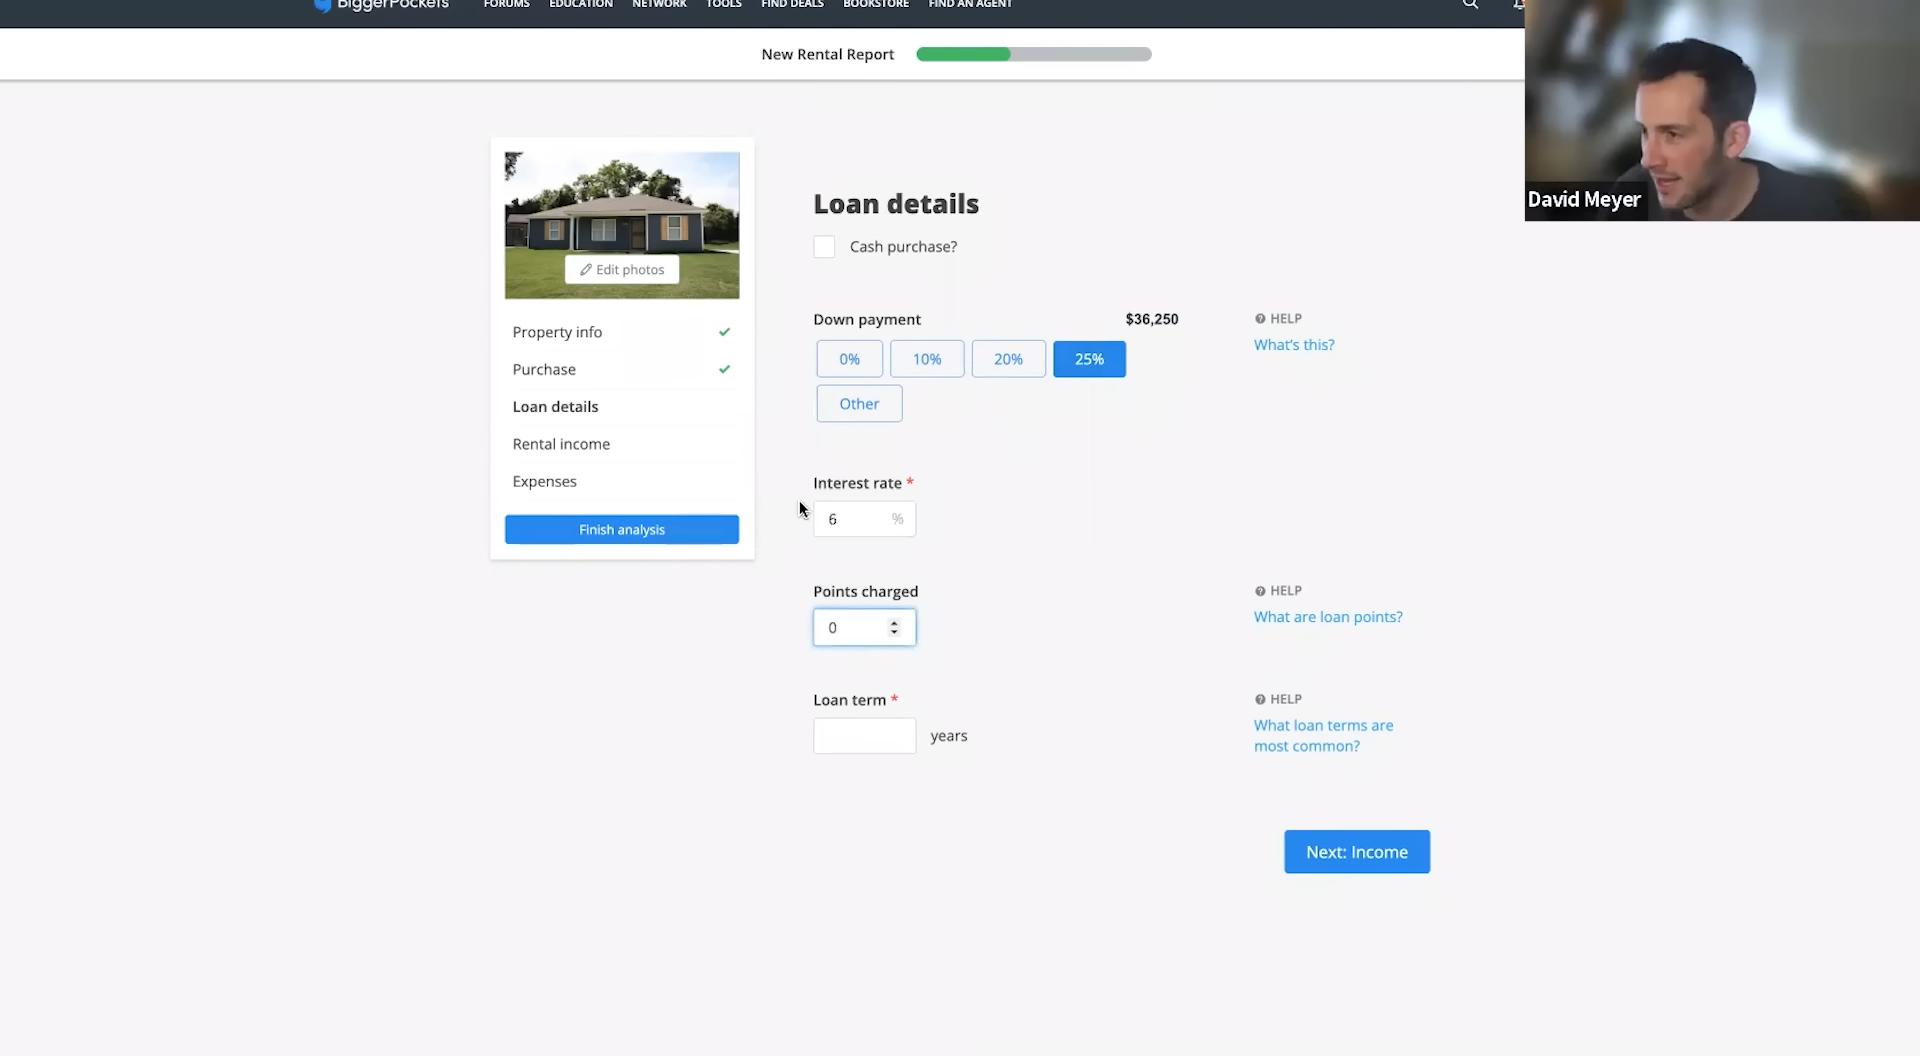 BiggerPockets FORUMS EDUCATION NETWORK TOOLS FIND DEALS BOOKSTORE FIND AN AGENT
New Rental Report
David Meyer
Edit photos
Property info
Purchase
Loan details
Rental income
Expenses
Finish analysis
Loan details
Cash purchase?
Down payment $36,250
0% 10% 20% 25%
Other
HELP
What's this?
Interest rate *
6 %
Points charged
0
HELP
What are loan points?
Loan term *
years
HELP
What loan terms are
most common?
Next: Income